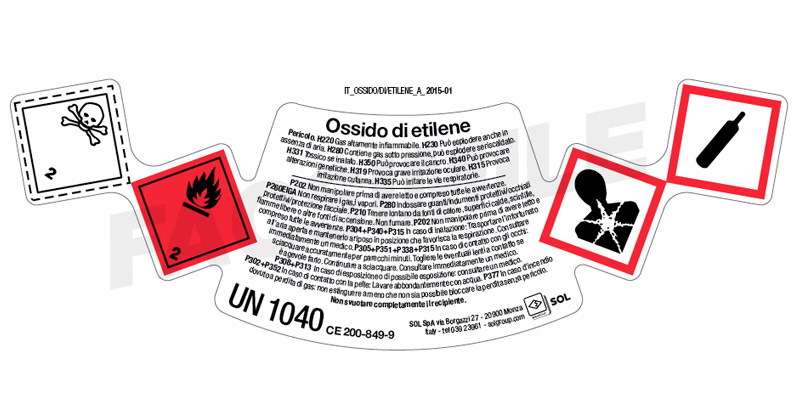 IT_OSSIDO/DI/ETILENE_A_ 2015-01
Ossido di etilene
Pericolo. H220 Gas altamente infiammabile. H230 Può esplodere anche in
assenza di aria. H280 Contiene gas sotto pressione, può esplodere se riscaldato.
H331 Tossico se inalato. H350 Può provocare il cancro. H340 Può provocare
alterazioni genetiche. H319 Provoca grave irritazione oculare. H315 Provoca
irritazione cutanea. H335 Può irritare le vie respiratorie.
P202 Non manipolare prima di avere letto e compreso tutte le avvertenze.
P260EIGA Non respirare i gas, i vapori. P280 Indossare guanti/indumenti protettivi/occhiali
protettivi/protezione facciale. P210 Tenere lontano da fonti di calore, superfici calde, scintille,
fiamme libere o altre fonti di accensione. Non fumare. P202 Non manipolare prima di avere letto e
compreso tutte le avvertenze. P304+P340+P315 In caso di inalazione: Trasportare l'infortunato
all'aria aperta e mantenerlo a riposo in posizione che favorisca la respirazione. Consultare
immediatamente un medico. P305+P351+P338+P315 In caso di contatto con gli occhi:
sciacquare accuratamente per parecchi minuti. Togliere le eventuali lenti a contatto se
è agevole farlo. Continuare a sciacquare. Consultare immediatamente un medico.
P308+P313 In caso di esposizione o di possibile esposizione: consultare un medico.
P302+P352 In caso di contatto con la pelle: Lavare abbondantemente con acqua. P377 In caso d'incendio
dovuto a perdita di gas: non estinguere a meno che non sia possibile bloccare la perdita senza pericolo.
Non svuotare completamente il recipiente.
UN 1040 CE 200-849-9
SOL SpA via Borgazzi 27 - 20900 Monza
Italy - tel 039 23961 - solgroup.com
SOL
2
2